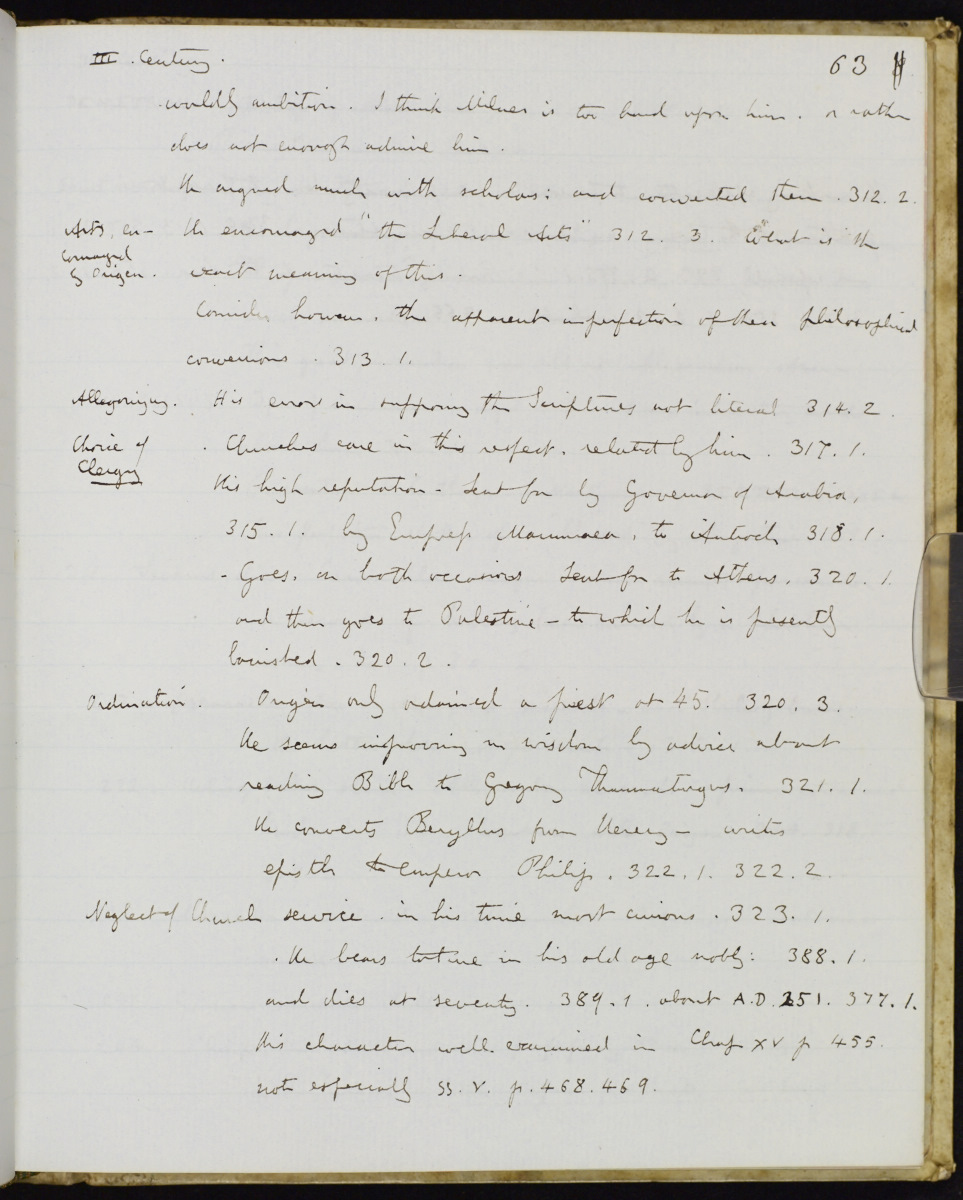 III. Century. 63
worldly ambition. I think Milner is too hard upon him. or rather
does not enough admire him.
He argued much with scholars: and converted them. 312. 2.
Arts, en-
couraged
by Origen.
He encouraged "the Liberal Arts" 312. 3. What is the
exact meaning of this.
Consider however, the apparent imperfection of these philosophical
conversions. 313. 1.
Allegorizing. His error in supposing the Scriptures not literal 314. 2.
Choice of
Clergy
. Churches care in this respect. related by him. 317. 1.
His high reputation - Sent for by Governor of Arabia,
315. 1. by Empress Mammaea, to Antioch 318. 1.
- Goes, on both occasions Sent for to Athens. 320. 1.
and then goes to Palestine - to which he is presently
banished. 320. 2.
Ordination. Origen only ordained a priest at 45. 320. 3.
He seems improving in wisdom by advice about
reading Bible to Gregory Thaumaturgus. 321. 1.
He converts Beryllus from Heresy - writes
epistle to emperor Philip. 322. 1. 322. 2.
Neglect of Church service. in his time most curious. 323. 1.
. He bears torture in his old age nobly: 388. 1.
and dies at seventy. 389. 1. about A.D. 251. 377. 1.
His character well examined in Chap XV p 455.
note especially ss. V. p. 468. 469.